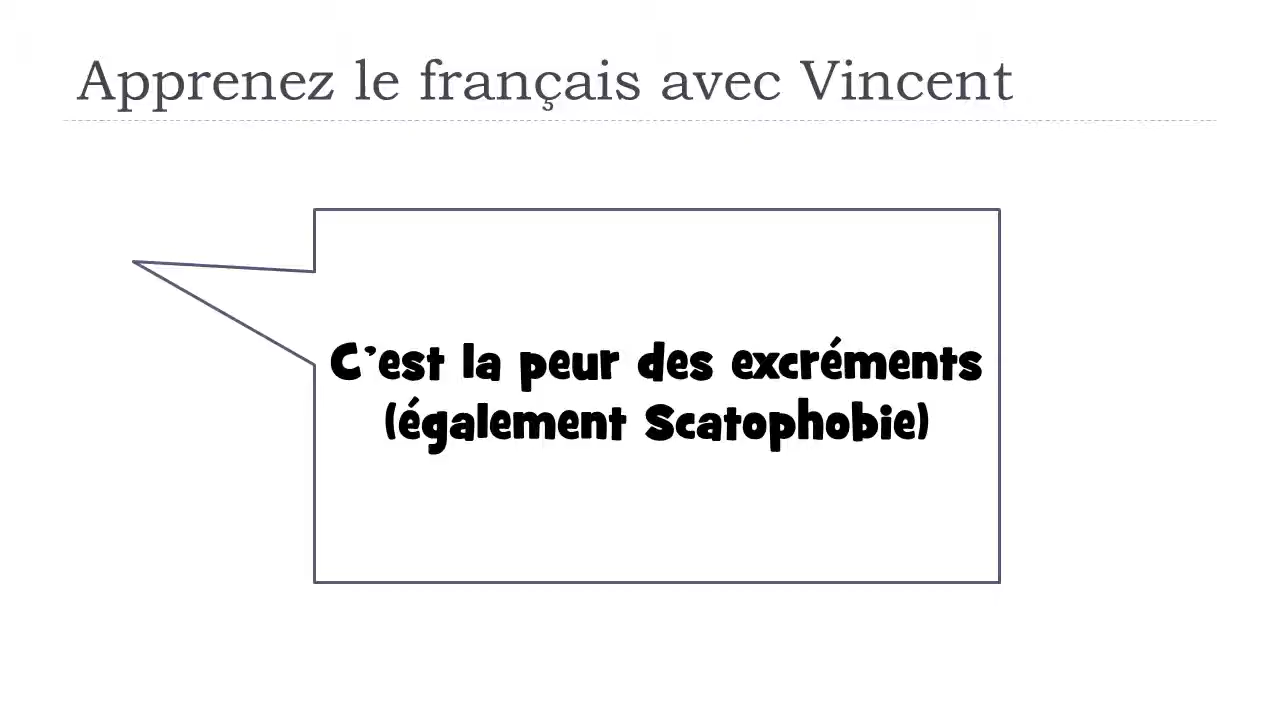 Apprenez le français avec Vincent
C'est la peur des excréments
(également Scatophobie)